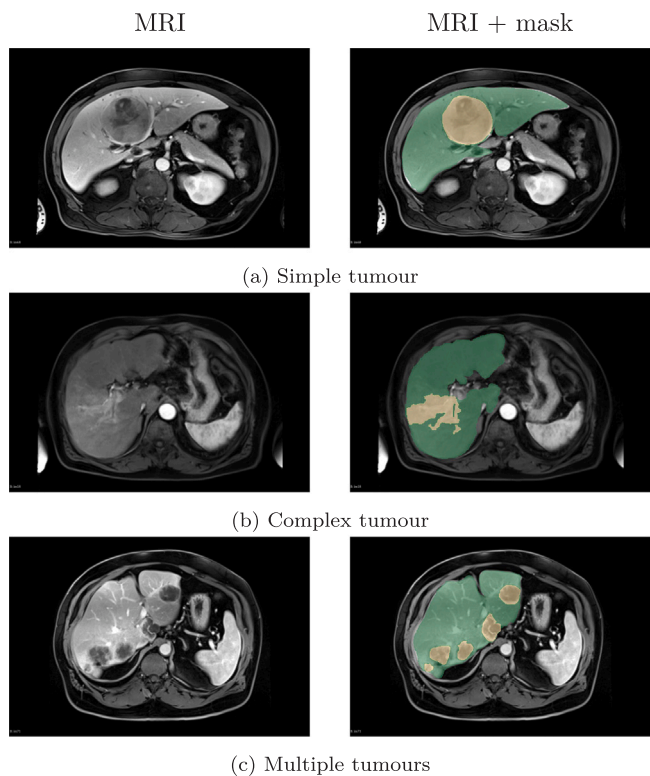 MRI
MRI + mask
(a) Simple tumour
(b) Complex tumour
(c) Multiple tumours